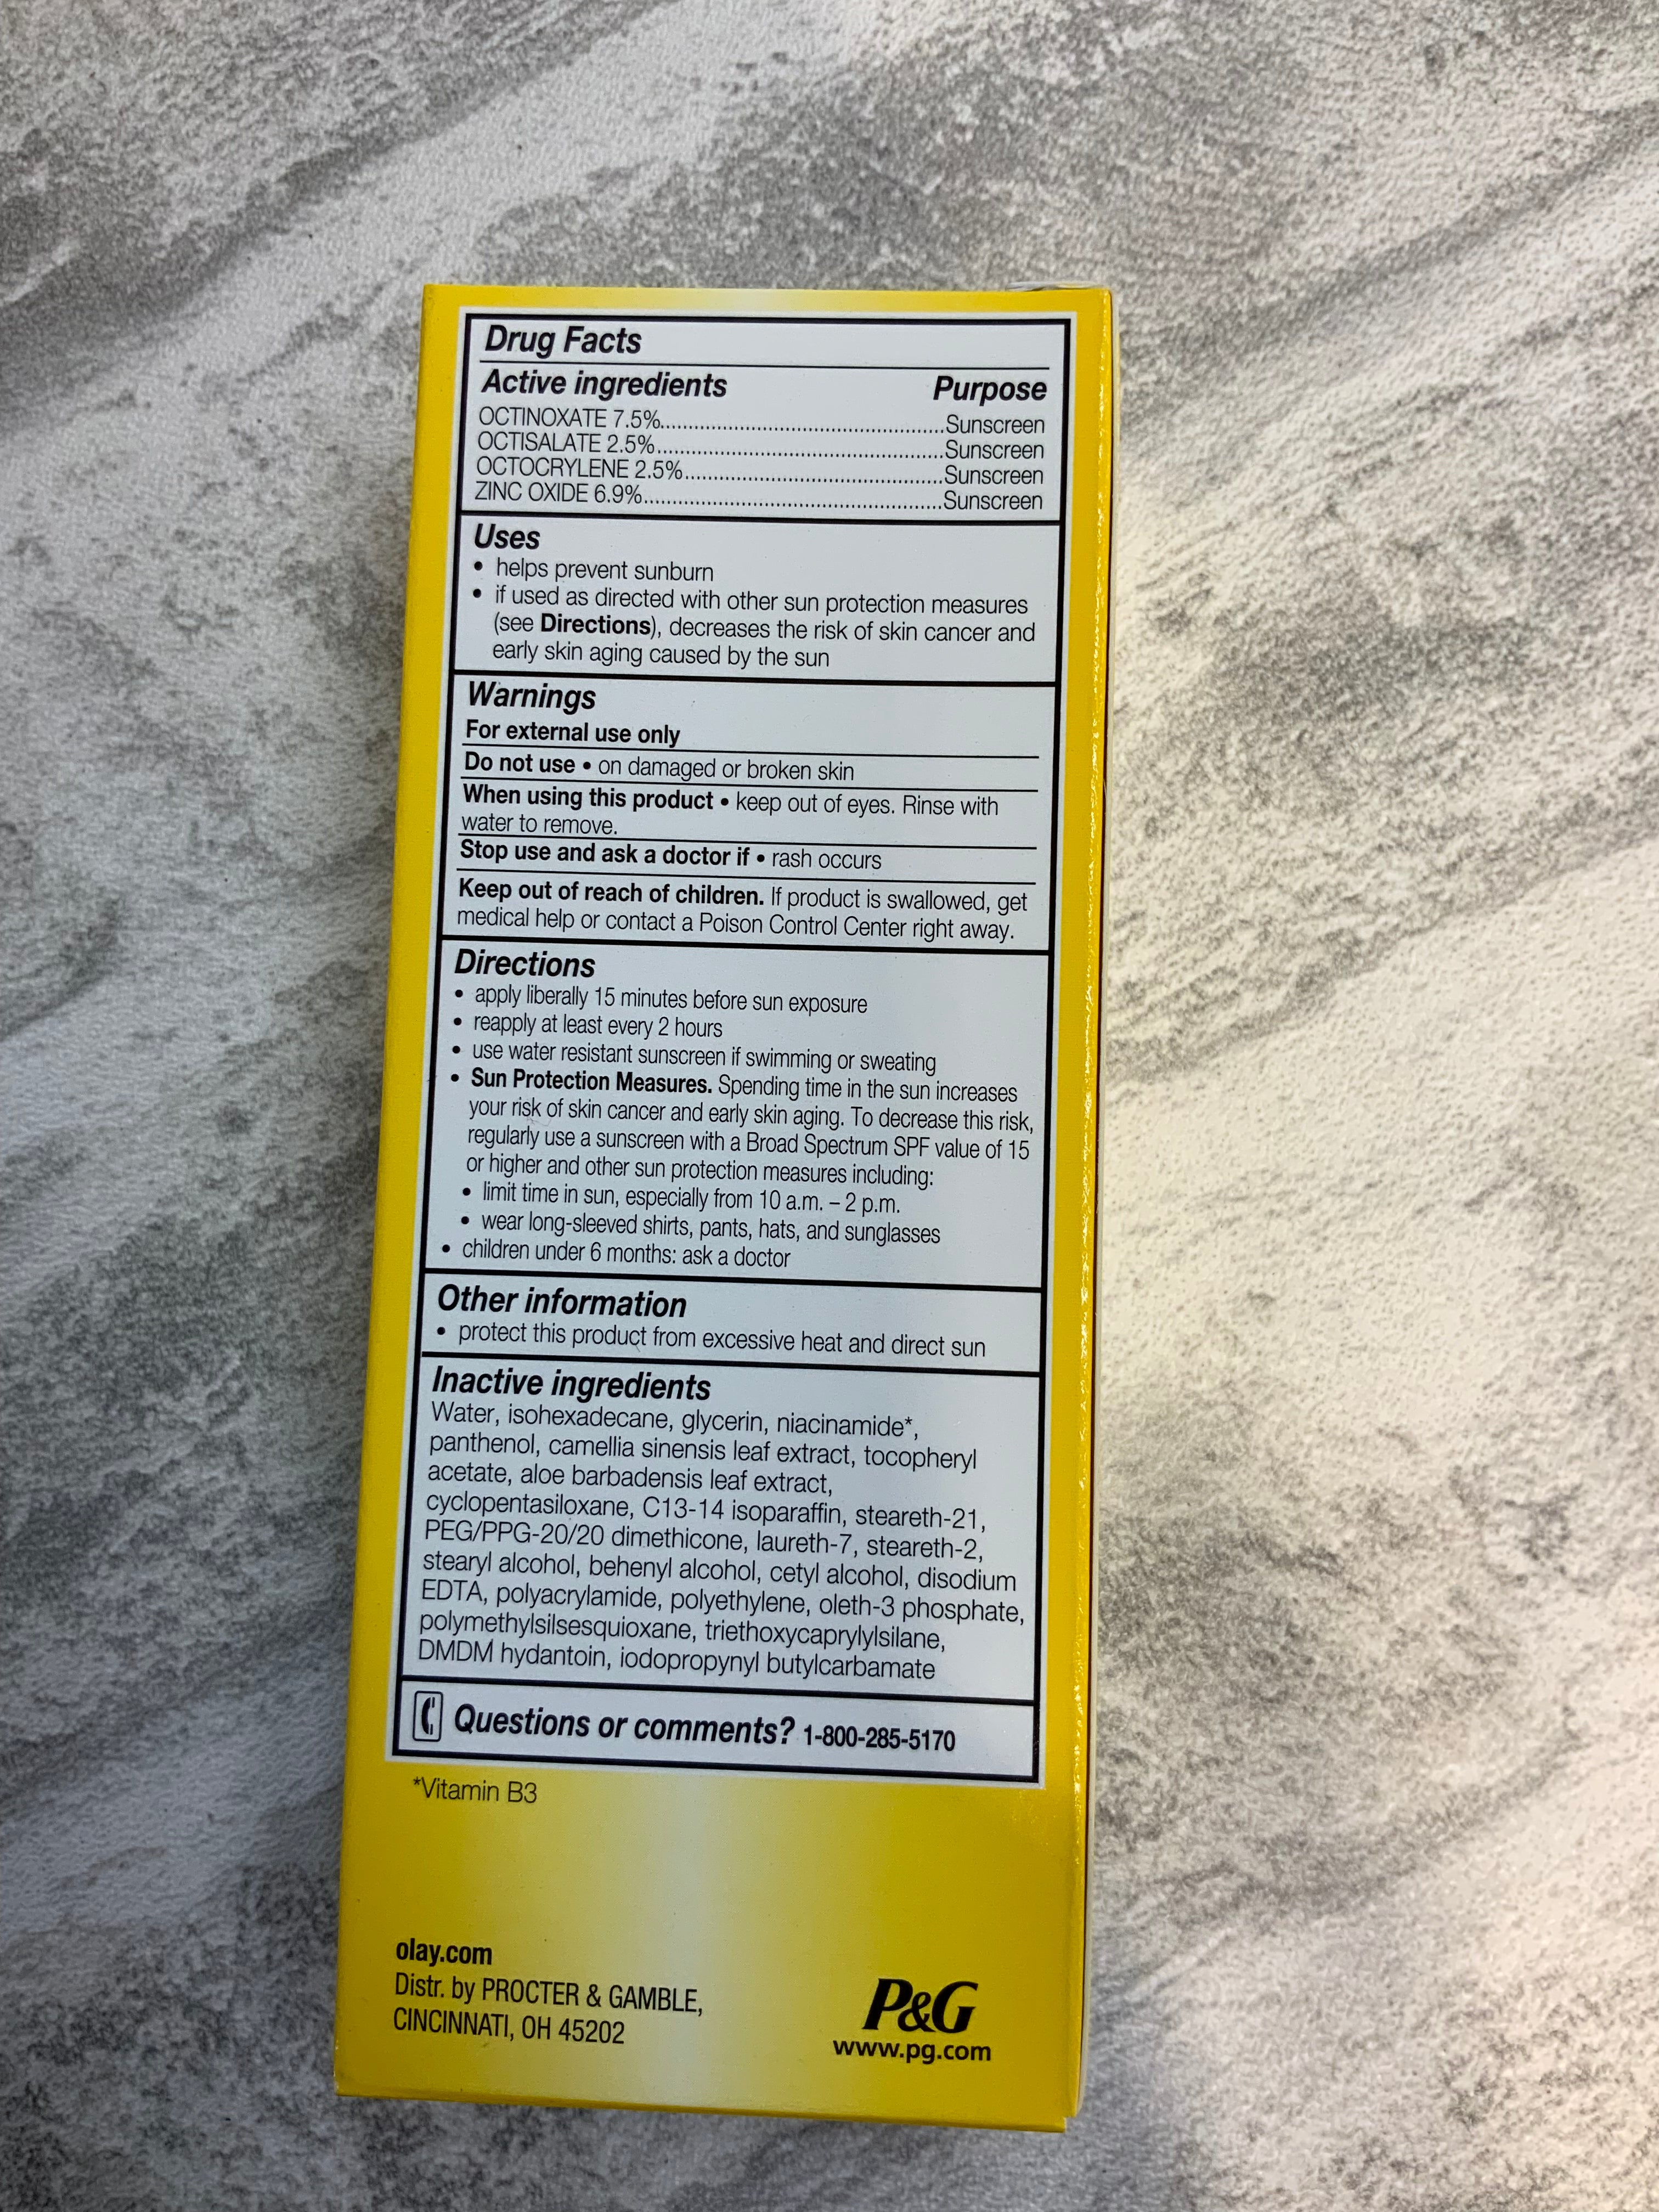 Drug Facts
Active ingredients Purpose
OCTINOXATE 7.5%..........................................................Sunscreen
OCTISALATE 2.5%..........................................................Sunscreen
OCTOCRYLENE 2.5%.....................................................Sunscreen
ZINC OXIDE 6.9%.............................................................Sunscreen
Uses
• helps prevent sunburn
• if used as directed with other sun protection measures
(see Directions), decreases the risk of skin cancer and
early skin aging caused by the sun
Warnings
For external use only
Do not use • on damaged or broken skin
When using this product • keep out of eyes. Rinse with
water to remove.
Stop use and ask a doctor if • rash occurs
Keep out of reach of children. If product is swallowed, get
medical help or contact a Poison Control Center right away.
Directions
• apply liberally 15 minutes before sun exposure
• reapply at least every 2 hours
• use water resistant sunscreen if swimming or sweating
• Sun Protection Measures. Spending time in the sun increases
your risk of skin cancer and early skin aging. To decrease this risk,
regularly use a sunscreen with a Broad Spectrum SPF value of 15
or higher and other sun protection measures including:
• limit time in sun, especially from 10 a.m. – 2 p.m.
• wear long-sleeved shirts, pants, hats, and sunglasses
• children under 6 months: ask a doctor
Other information
• protect this product from excessive heat and direct sun
Inactive ingredients
Water, isohexadecane, glycerin, niacinamide*,
panthenol, camellia sinensis leaf extract, tocopheryl
acetate, aloe barbadensis leaf extract,
cyclopentasiloxane, C13-14 isoparaffin, steareth-21,
PEG/PPG-20/20 dimethicone, laureth-7, steareth-2,
stearyl alcohol, behenyl alcohol, cetyl alcohol, disodium
EDTA, polyacrylamide, polyethylene, oleth-3 phosphate,
polymethylsilsesquioxane, triethoxycaprylylsilane,
DMDM hydantoin, iodopropynyl butylcarbamate
Questions or comments? 1-800-285-5170
*Vitamin B3
olay.com
Distr. by PROCTER & GAMBLE,
CINCINNATI, OH 45202
P&G
www.pg.com